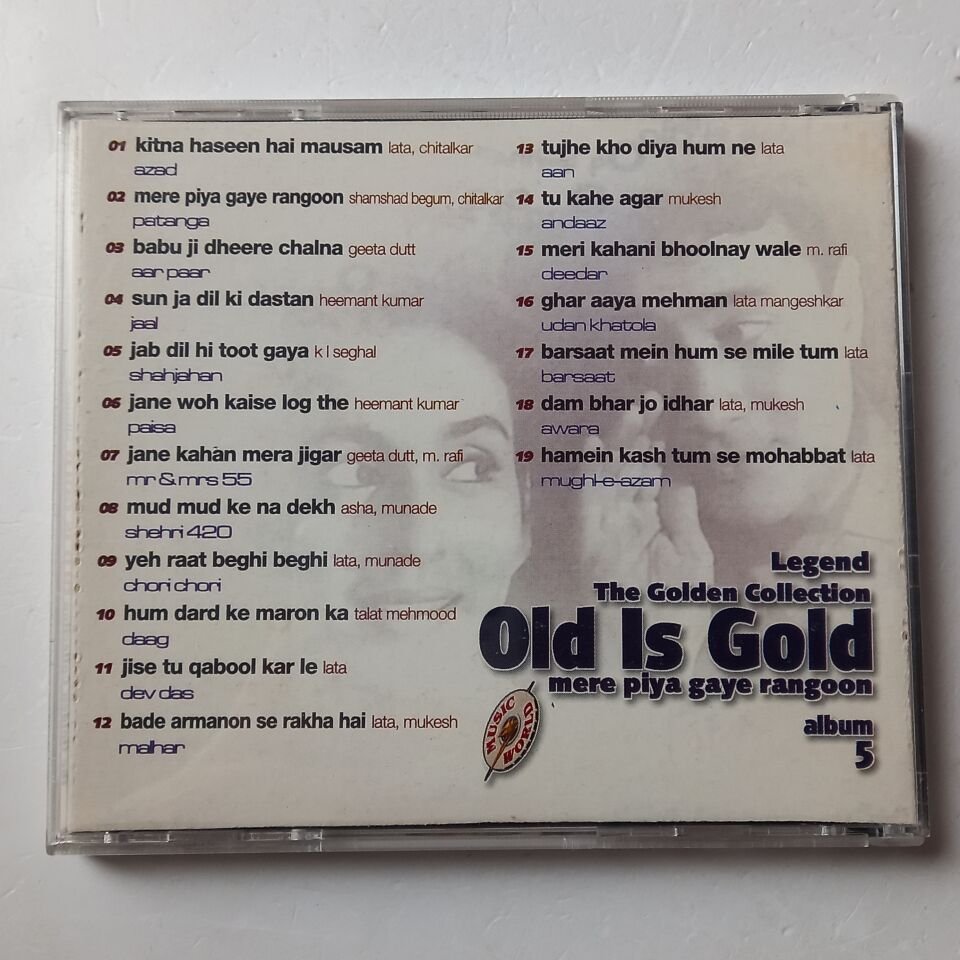 01 kitna haseen hai mausam lata, chitalkar
azad
02 mere piya gaye rangoon shamshad begum, chitalkar
patanga
03 babu ji dheere chalna geeta dutt
aar paar
04 sun ja dil ki dastan heemant kumar
jaal
05 jab dil hi toot gaya k l seghal
shahjahan
06 jane woh kaise log the heemant kumar
paisa
07 jane kahan mera jigar geeta dutt, m. rafi
mr & mrs 55
08 mud mud ke na dekh asha, munade
shehri 420
09 yeh raat beghi beghi lata, munade
chori chori
10 hum dard ke maron ka talat mehmood
daag
11 jise tu qabool kar le lata
dev das
12 bade armanon se rakha hai lata, mukesh
malhar
13 tujhe kho diya hum ne lata
aan
14 tu kahe agar mukesh
andaaz
15 meri kahani bhoolnay wale m. rafi
deedar
16 ghar aaya mehman lata mangeshkar
udan khatola
17 barsaat mein hum se mile tum lata
barsaat
18 dam bhar jo idhar lata, mukesh
awara
19 hamein kash tum se mohabbat lata
mughl-e-azam
Legend
The Golden Collection
Old Is Gold
mere piya gaye rangoon
MUSIC
WORLD
album
5